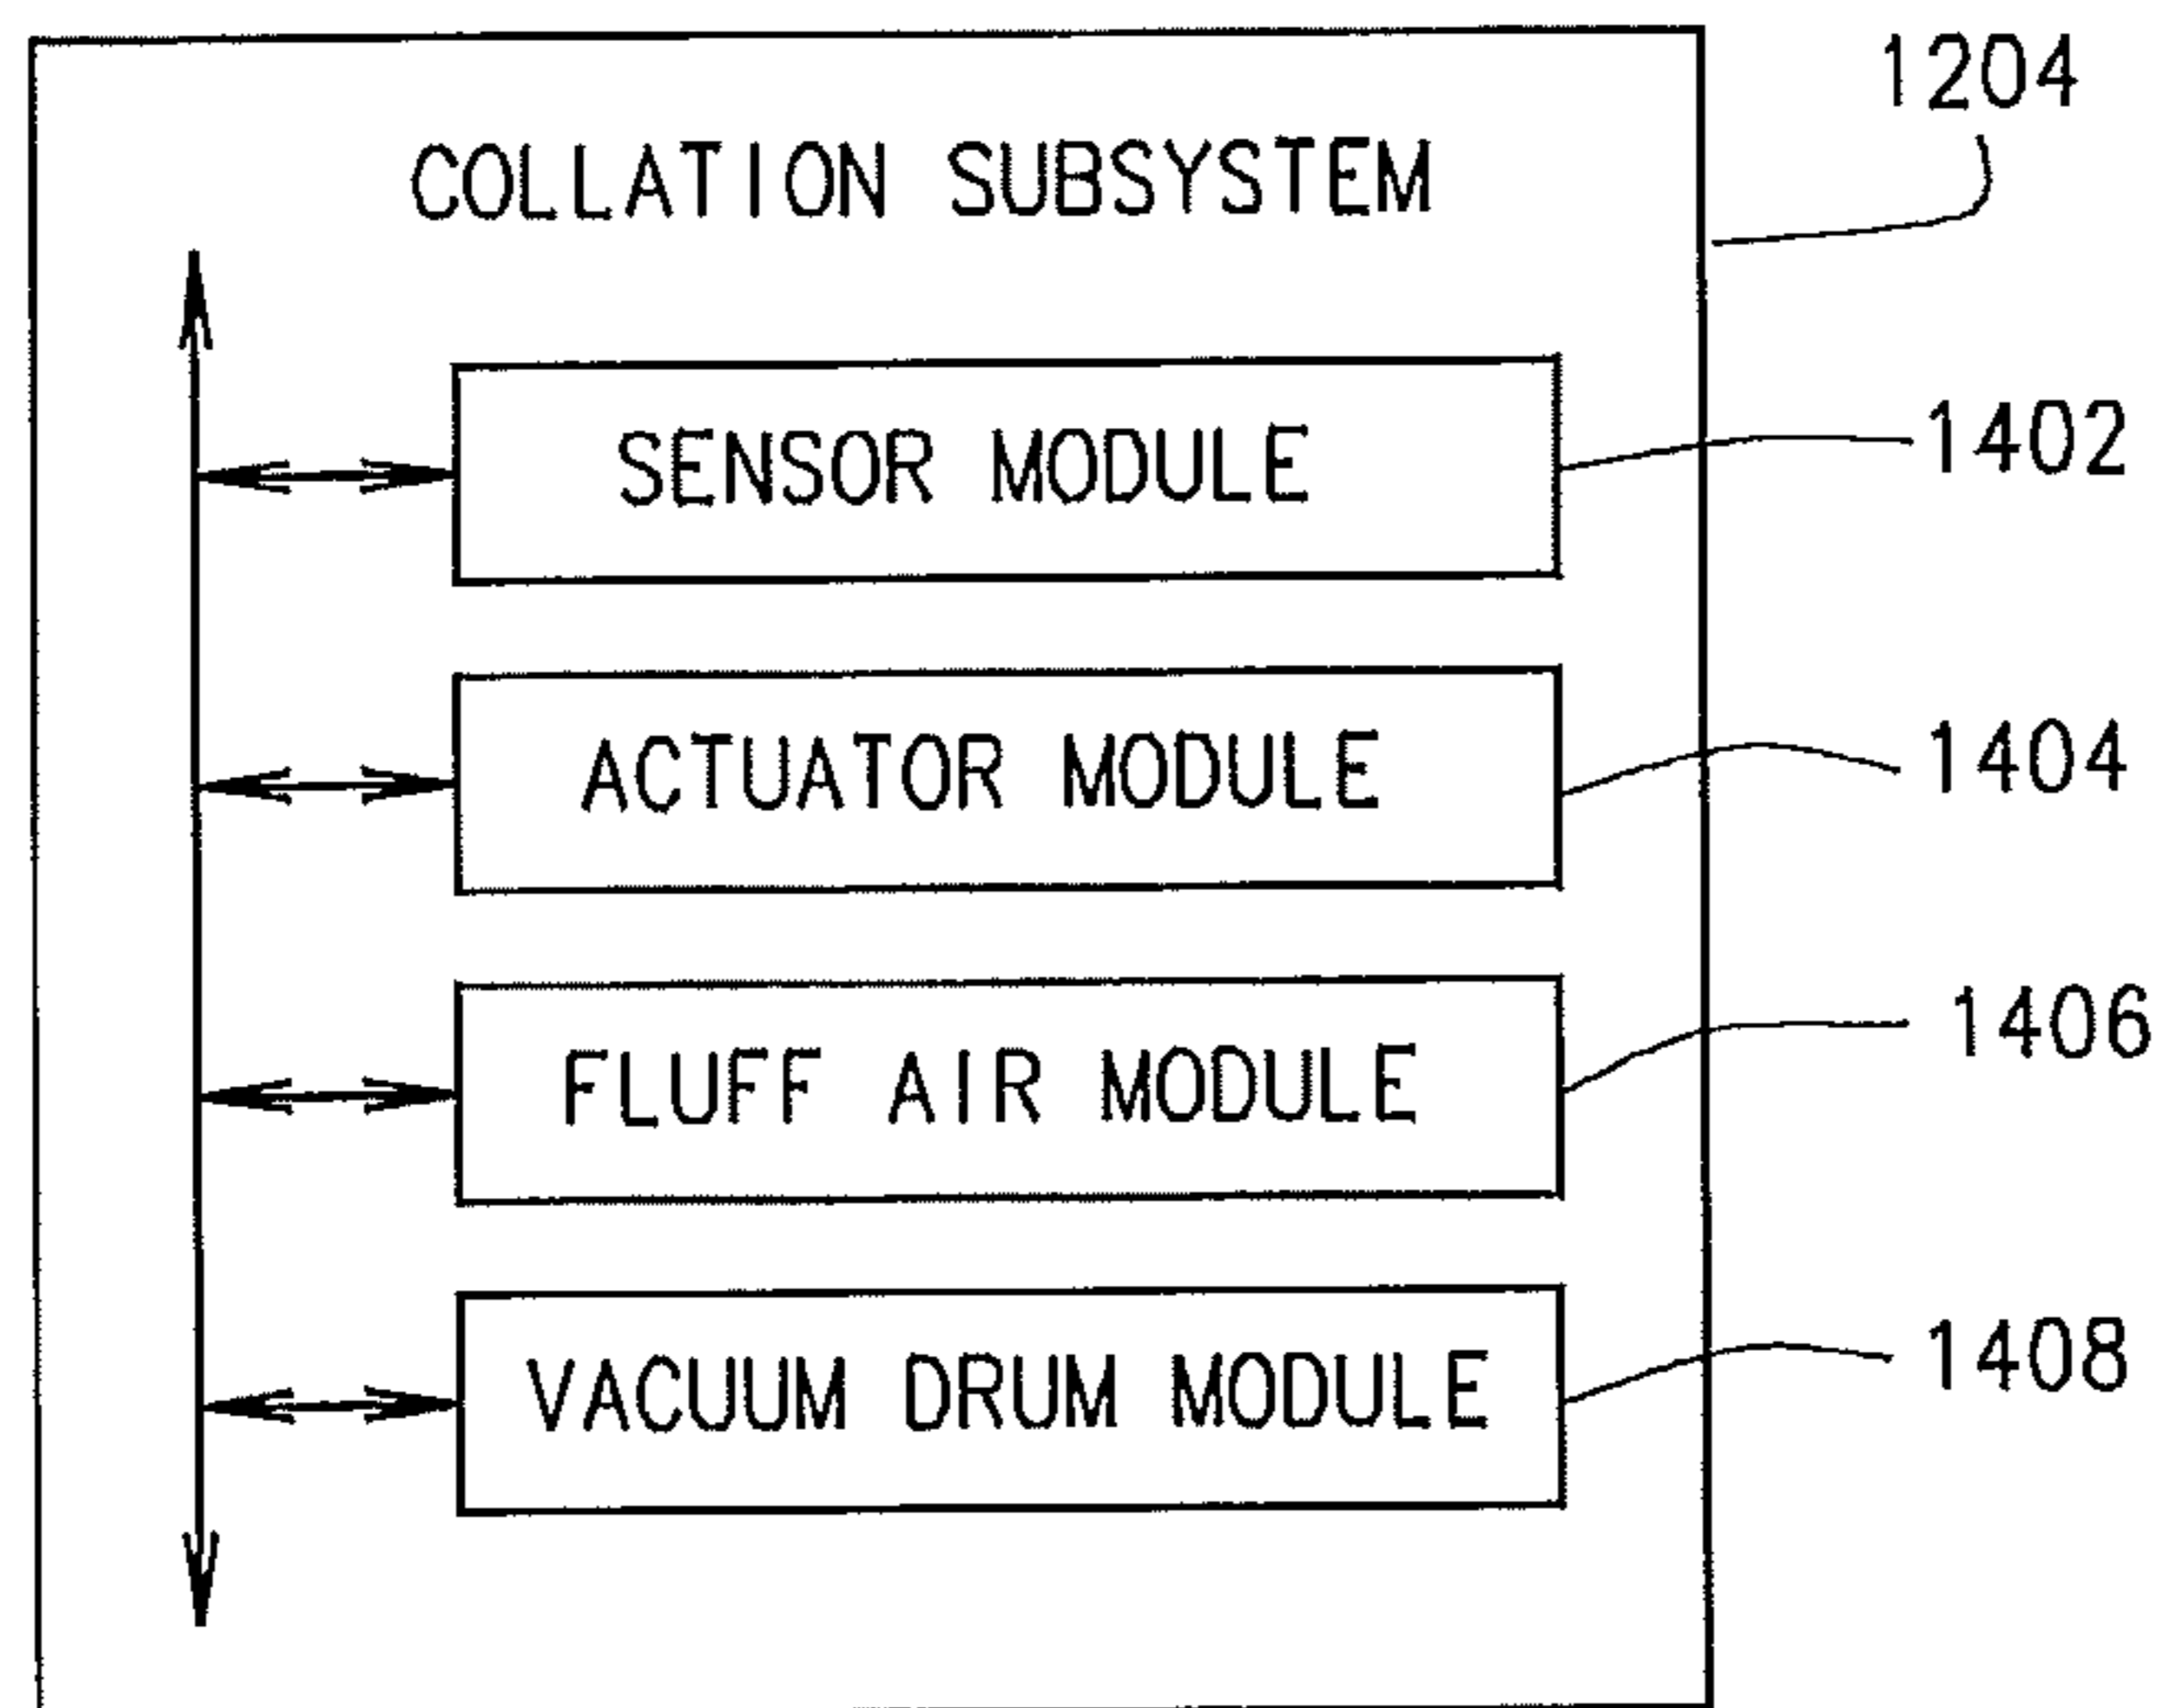 1204
COLLATION SUBSYSTEM
SENSOR MODULE
1402
ACTUATOR MODULE
1404
FLUFF AIR MODULE
1406
VACUUM DRUM MODULE
1408